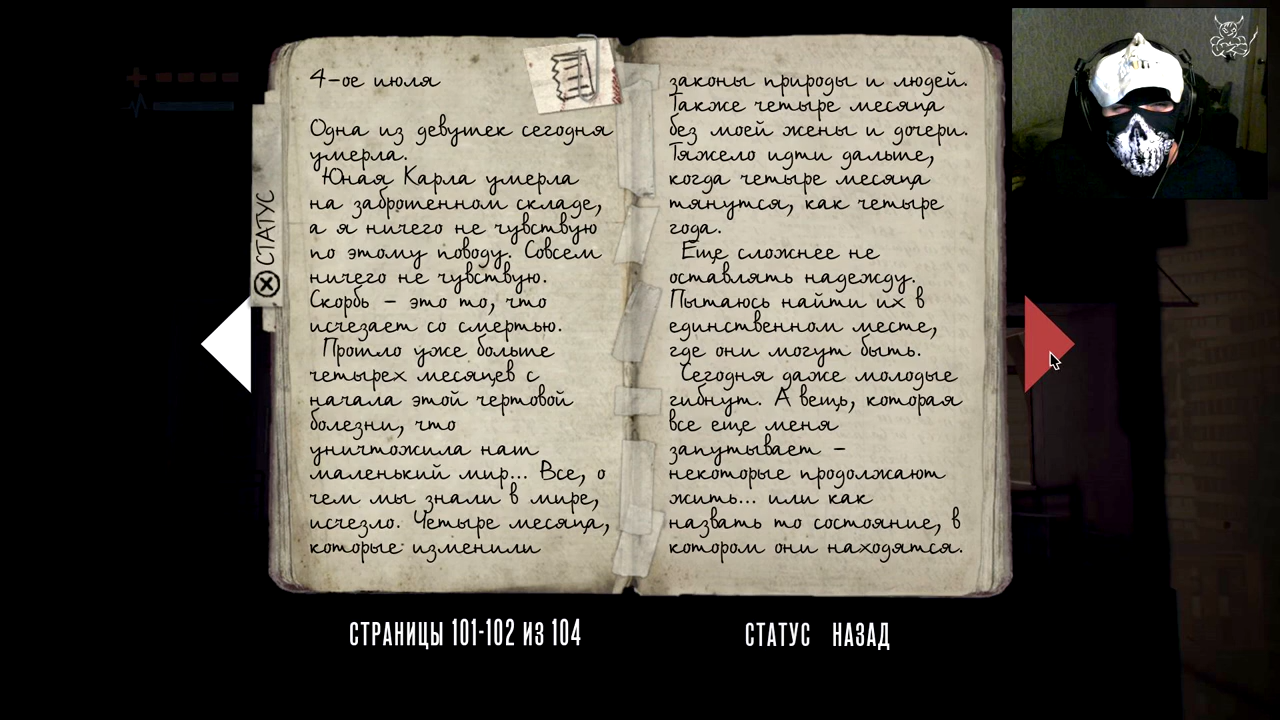 4-ое июля
Одна из девушек сегодня
умерла.
Юная Карла умерла
на заброшенном складе,
а я ничего не чувствую
по этому поводу. Совсем
ничего не чувствую.
Скорбь – это то, что
исчезает со смертью.
Прошло уже больше
четырех месяцев с
начала этой чертовой
болезни, что
уничтожила наш
маленький мир... Все, о
чем мы знали в мире,
исчезло. Четыре месяца,
которые изменили
законы природы и людей.
Также четыре месяца
без моей жены и дочери.
Тяжело идти дальше,
когда четыре месяца
тянутся, как четыре
года.
Еще сложнее не
оставлять надежду.
Пытаюсь найти их в
единственном месте,
где они могут быть.
Сегодня даже молодые
гибнут. А вещь, которая
все еще меня
запутывает –
некоторые продолжают
жить... или как
назвать то состояние, в
котором они находятся.
СТАТУС
СТРАНИЦЫ 101-102 ИЗ 104
СТАТУС НАЗАД